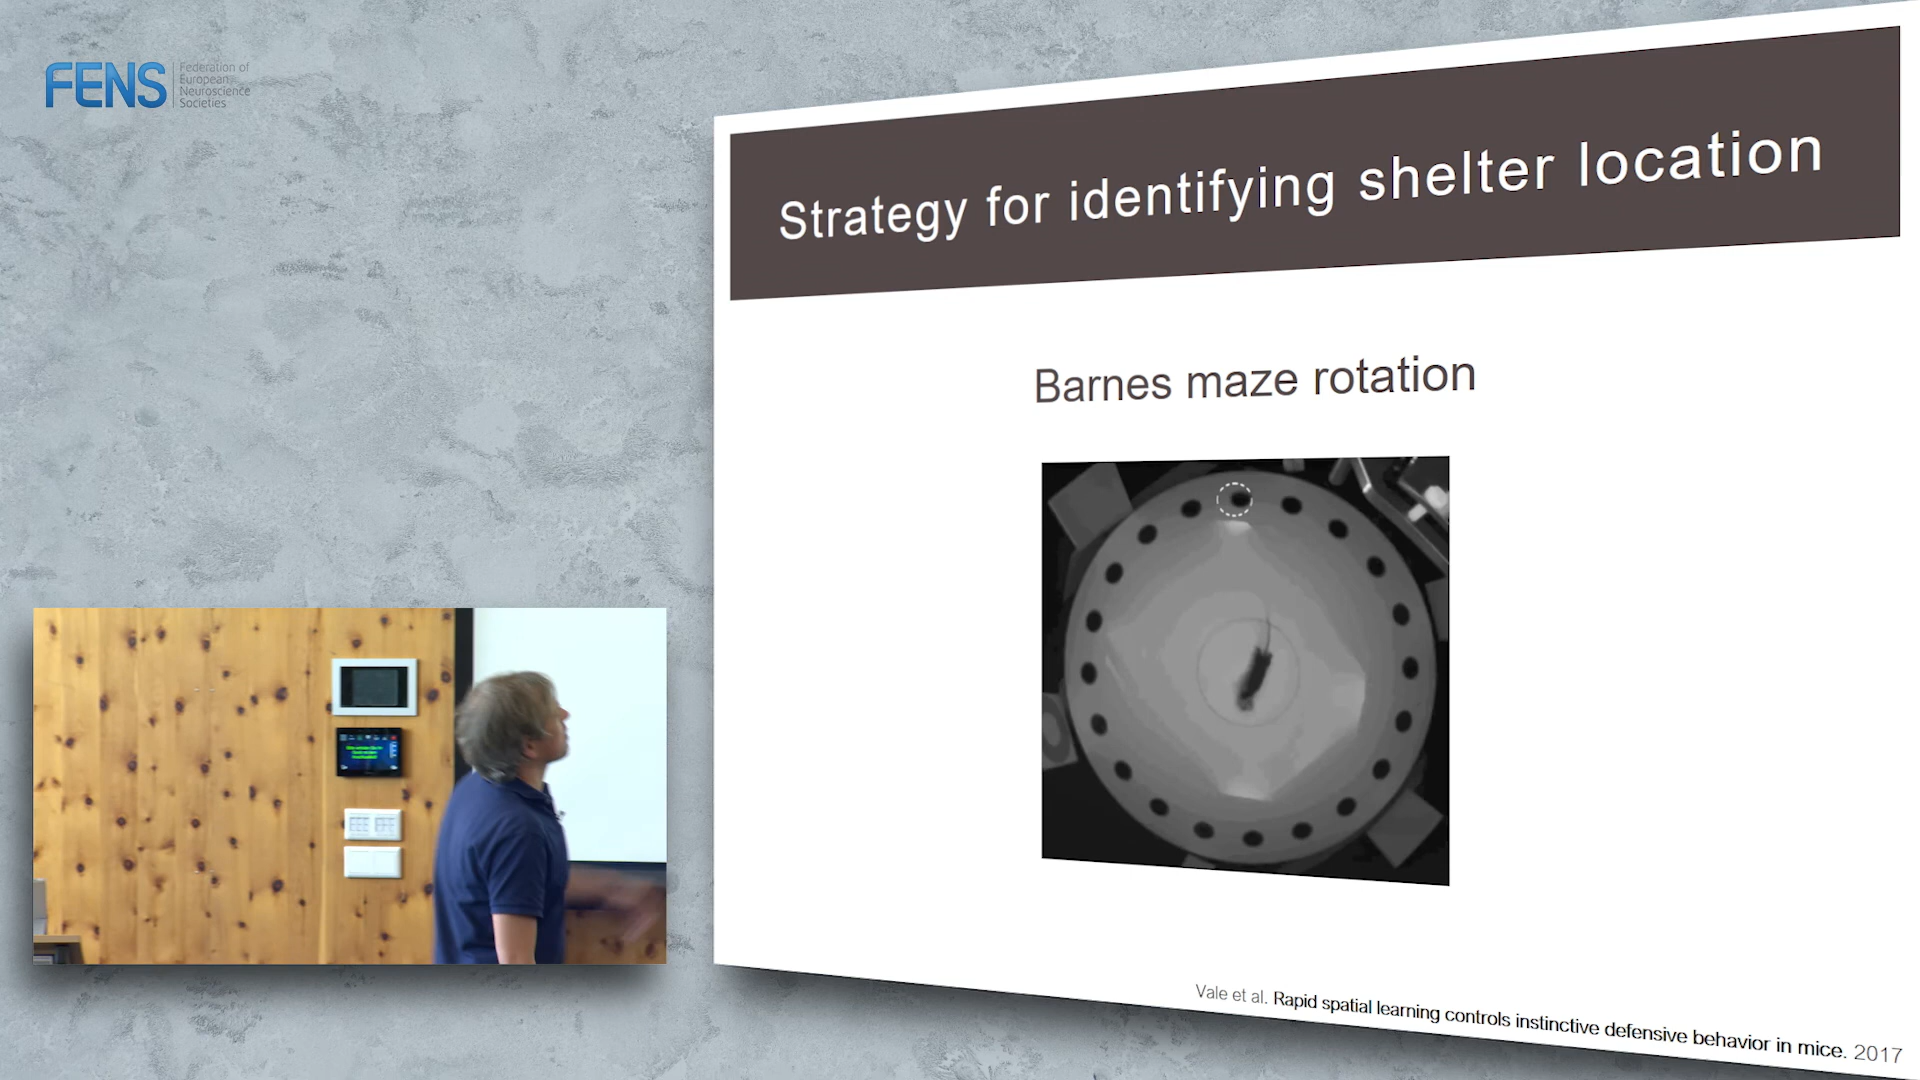 FENS
Federation of
European
Neuroscience
Societies
Strategy for identifying shelter location
Barnes maze rotation
Vale et al. Rapid spatial learning controls instinctive defensive behavior in mice. 2017